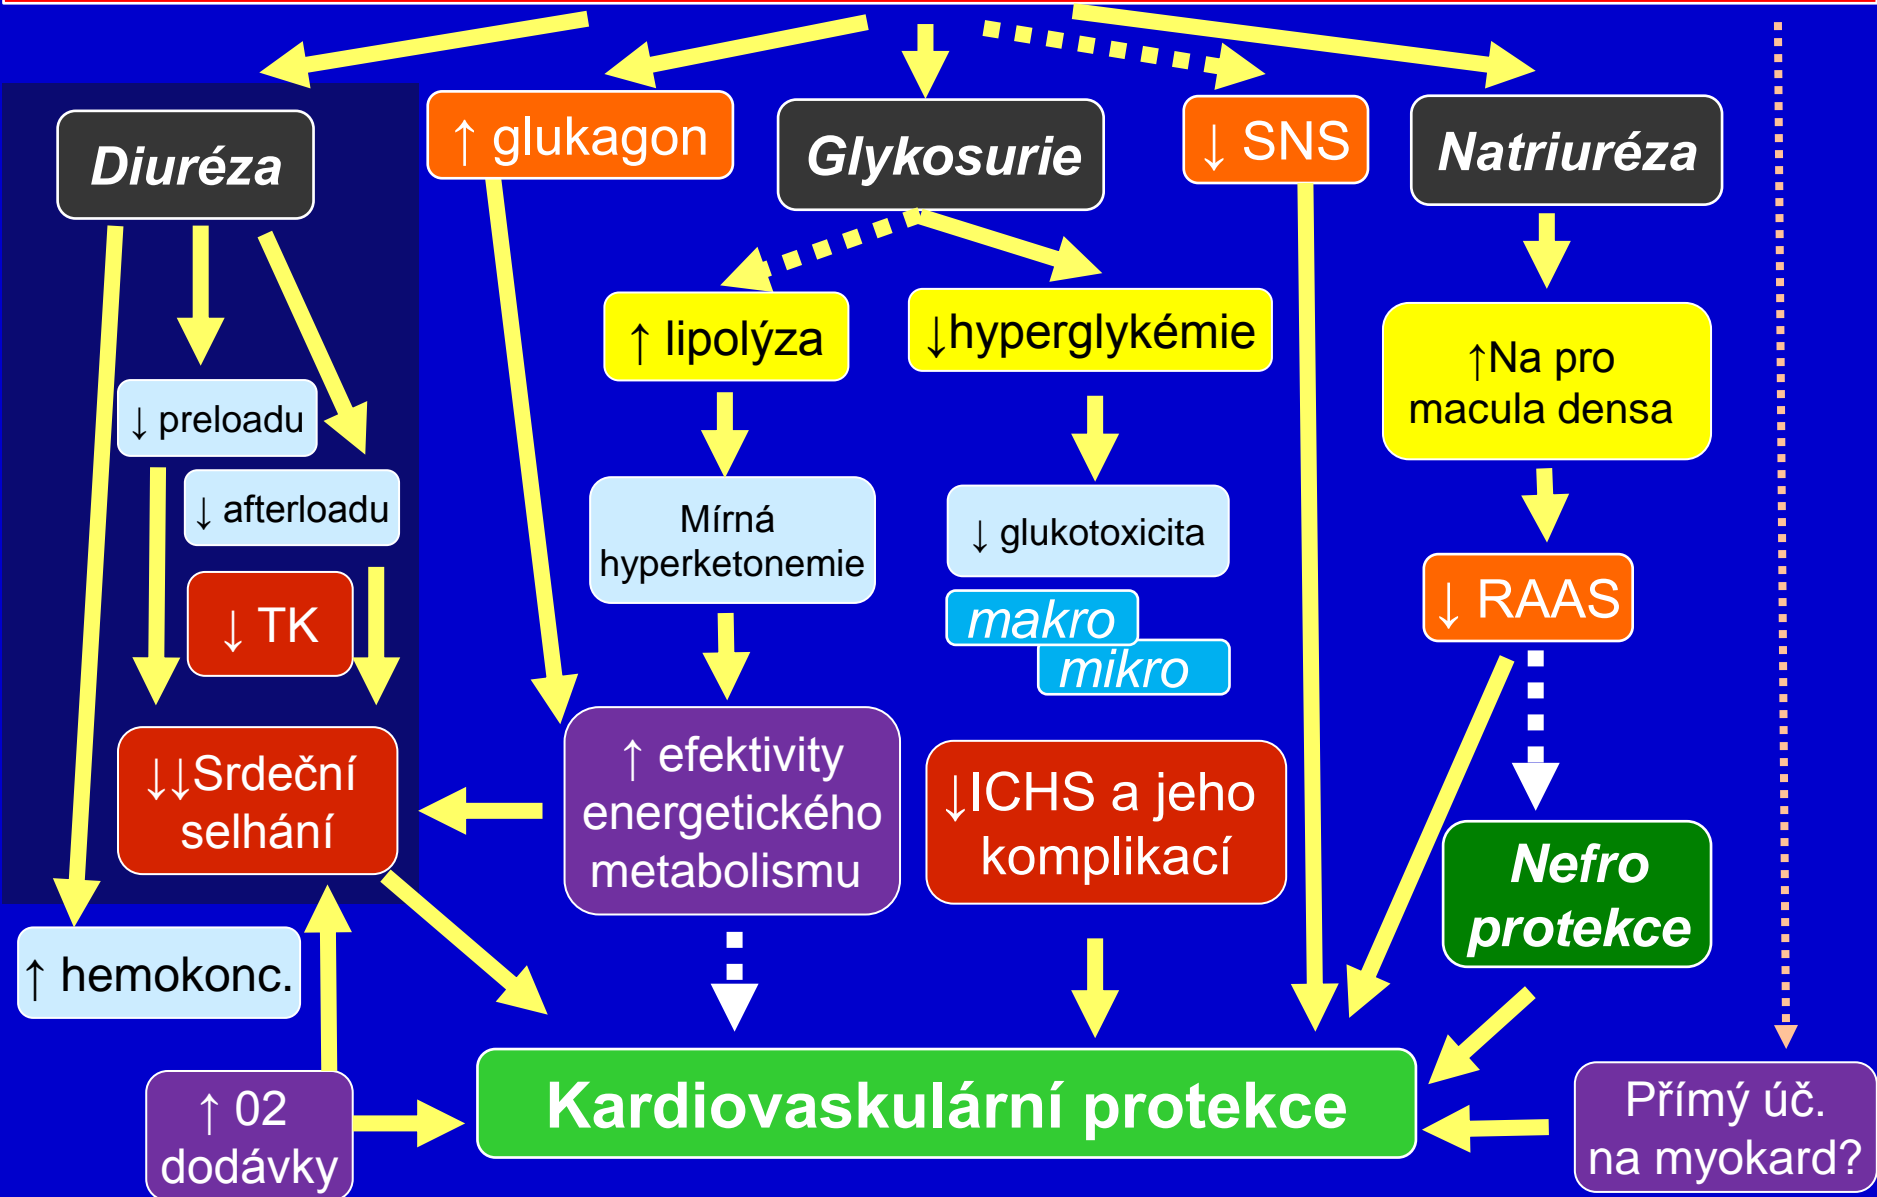 Diuréza
↑ glukagon
Glykosurie
↓ SNS
Natriuréza
↑ lipolýza
↓hyperglykémie
↑Na pro
macula densa
↓ preloadu
↓ afterloadu
Mírná
hyperketonemie
↓ glukotoxicita
makro
mikro
↓ RAAS
↓ TK
↓↓Srdeční
selhání
↑ efektivity
energetického
metabolismu
↓ICHS a jeho
komplikací
Nefro
protekce
↑ hemokonc.
↑ 02
dodávky
Kardiovaskulární protekce
Přímý úč.
na myokard?